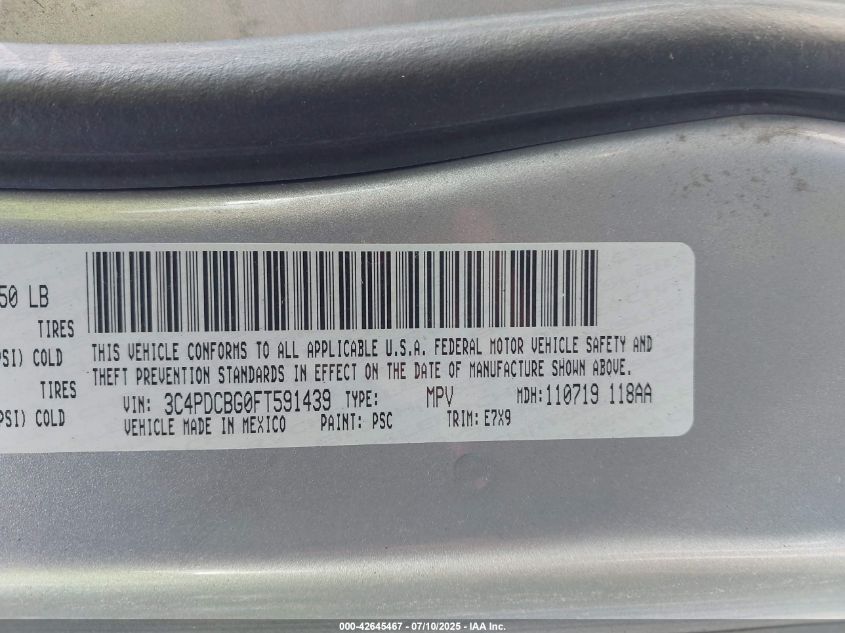 50 LB
TIRES
PSI) COLD
TIRES
PSI) COLD
THIS VEHICLE CONFORMS TO ALL APPLICABLE U.S.A. FEDERAL MOTOR VEHICLE SAFETY AND
THEFT PREVENTION STANDARDS IN EFFECT ON THE DATE OF MANUFACTURE SHOWN ABOVE.
VIN: 3C4PDCBG0FT591439 TYPE: MPV MDH: 110719 118AA
VEHICLE MADE IN MEXICO PAINT: PSC TRIM: E7X9
000-42645467 - 07/10/2025 - IAA Inc.